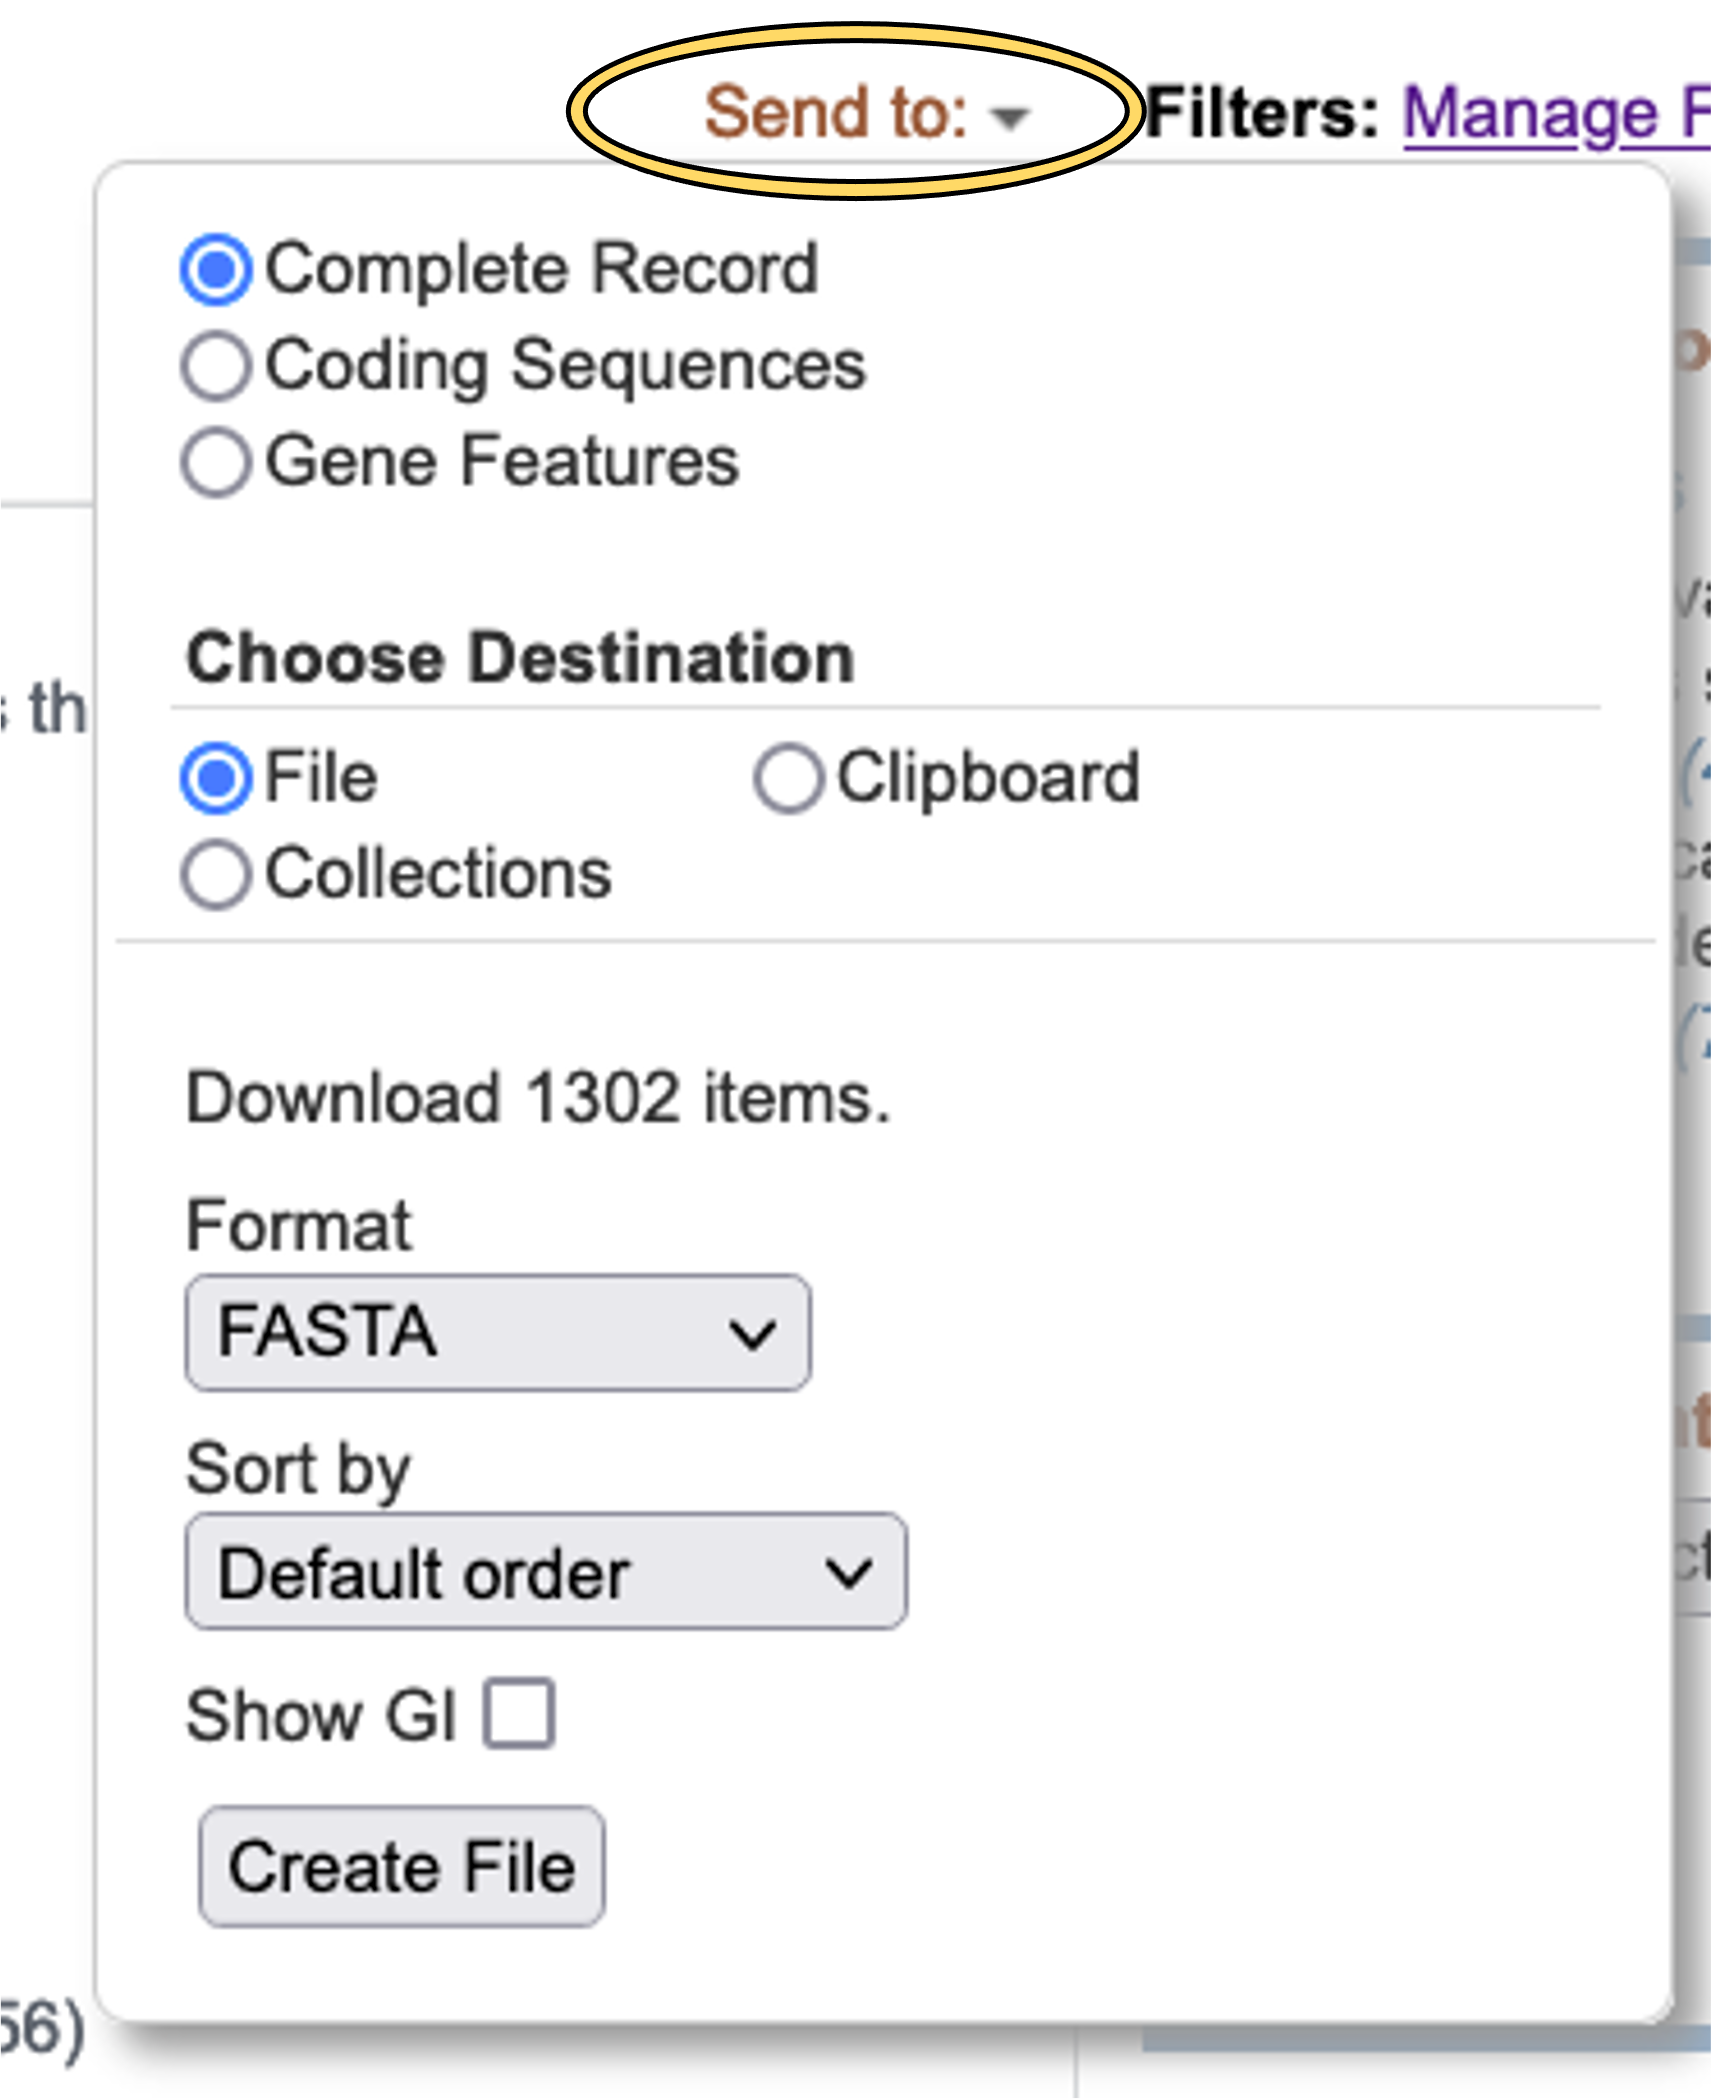 Send to: Filters: Manage F
Complete Record
Coding Sequences
Gene Features
Choose Destination
th
File Clipboard
Collections
Download 1302 items.
Format
FASTA
Sort by
Default order
Show GI
Create File
56)